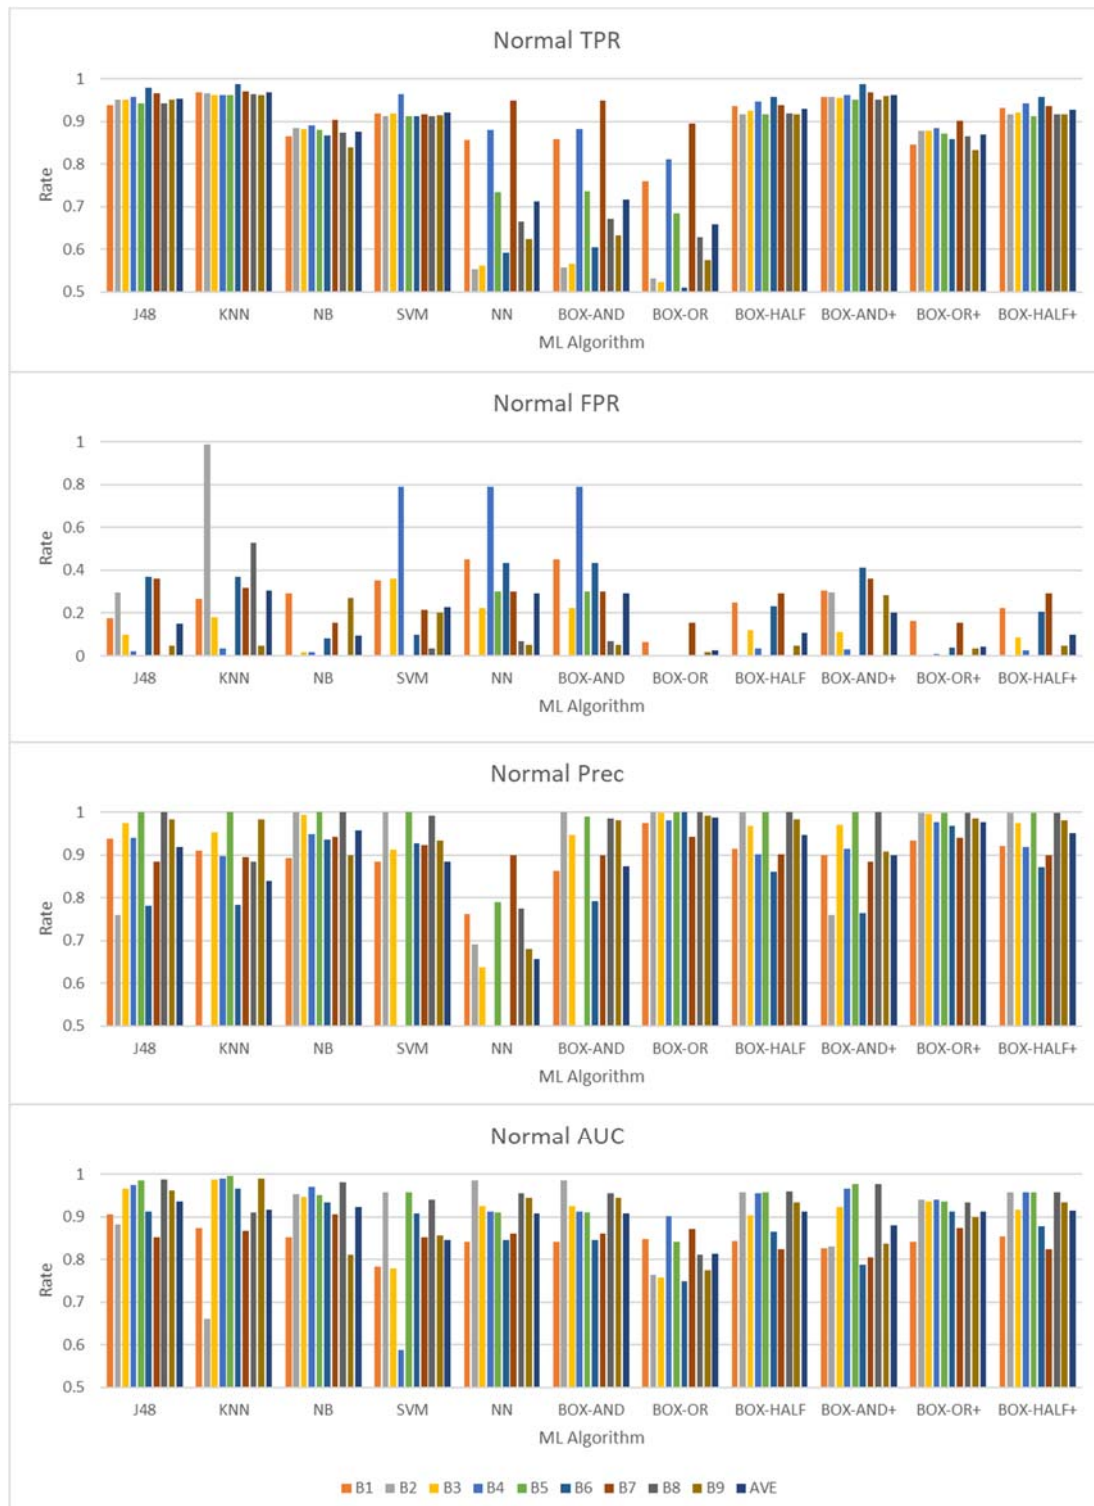 Normal TPR
1
0.9
0.8
0.7
0.6
0.5
Rate
J48 KNN NB SVM NN BOX-AND BOX-OR BOX-HALF BOX-AND+ BOX-OR+ BOX-HALF+
ML Algorithm
Normal FPR
1
0.8
0.6
0.4
0.2
0
Rate
J48 KNN NB SVM NN BOX-AND BOX-OR BOX-HALF BOX-AND+ BOX-OR+ BOX-HALF+
ML Algorithm
Normal Prec
1
0.9
0.8
0.7
0.6
0.5
Rate
J48 KNN NB SVM NN BOX-AND BOX-OR BOX-HALF BOX-AND+ BOX-OR+ BOX-HALF+
ML Algorithm
Normal AUC
1
0.9
0.8
0.7
0.6
0.5
Rate
J48 KNN NB SVM NN BOX-AND BOX-OR BOX-HALF BOX-AND+ BOX-OR+ BOX-HALF+
ML Algorithm
B1 B2 B3 B4 B5 B6 B7 B8 B9 AVE